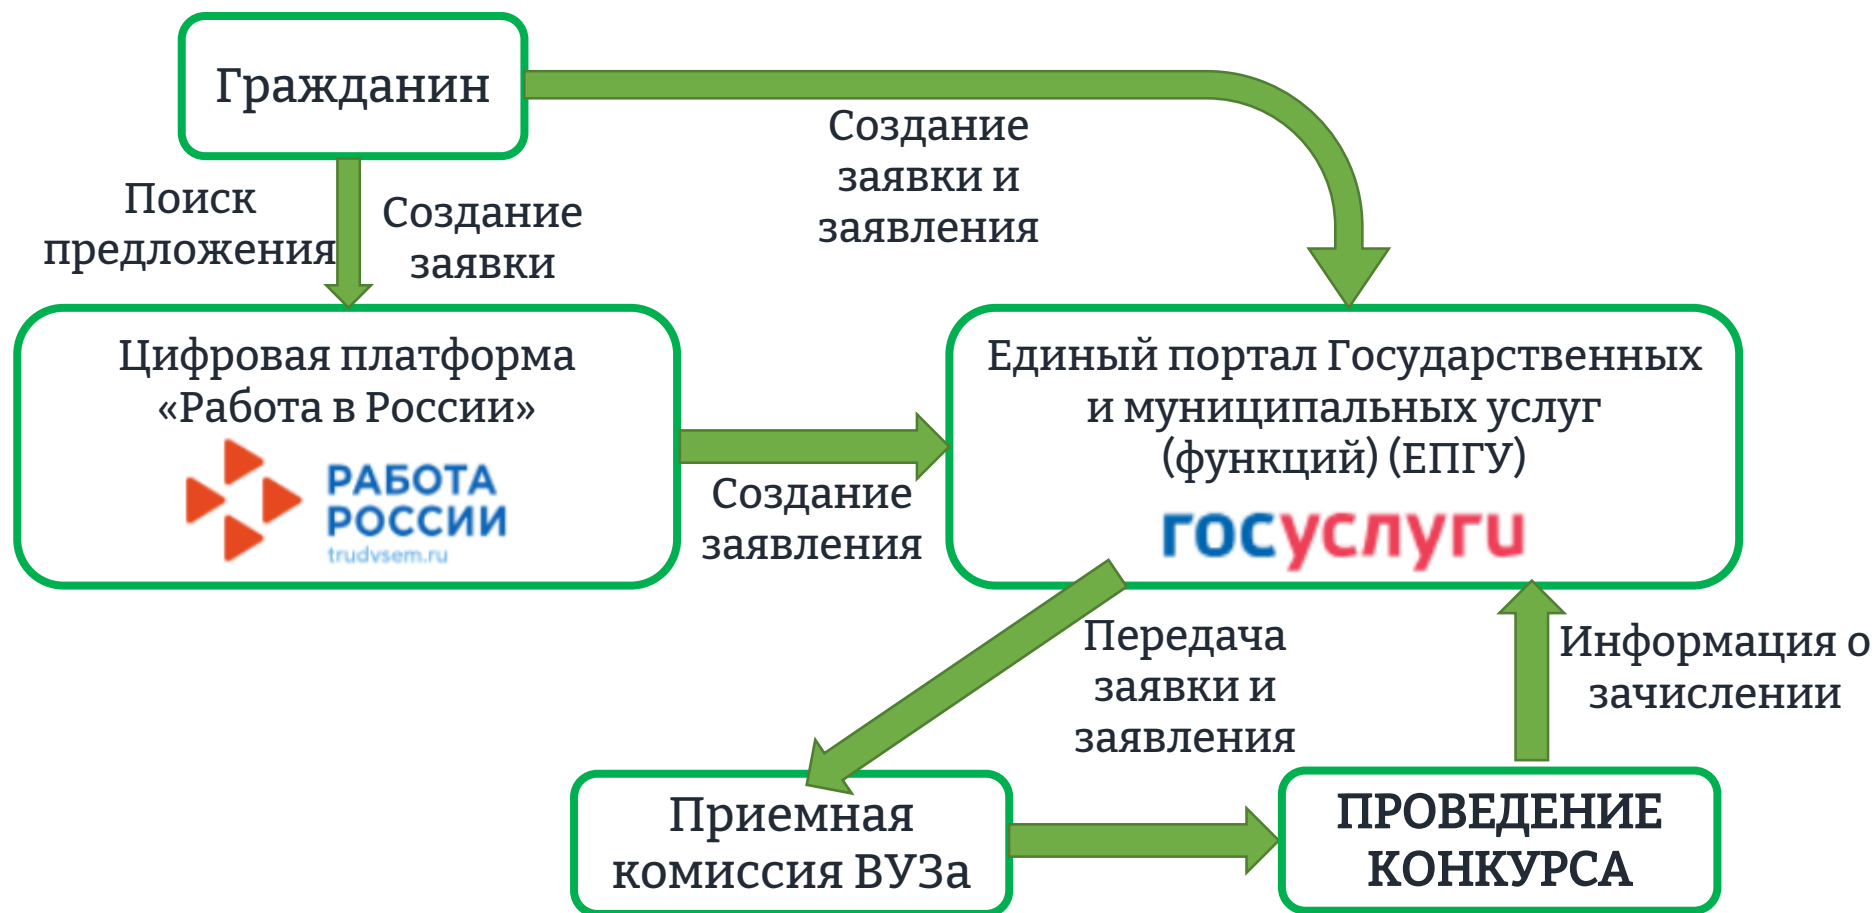 Гражданин
Создание
заявки и
заявления
Поиск
предложения
Создание
заявки
Цифровая платформа
«Работа в России»
РАБОТА
РОССИИ
trudvsem.ru
Создание
заявления
Единый портал Государственных
и муниципальных услуг
(функций) (ЕПГУ)
госуслуги
Передача
заявки и
заявления
Информация о
зачислении
Приемная
комиссия ВУЗа
ПРОВЕДЕНИЕ
КОНКУРСА